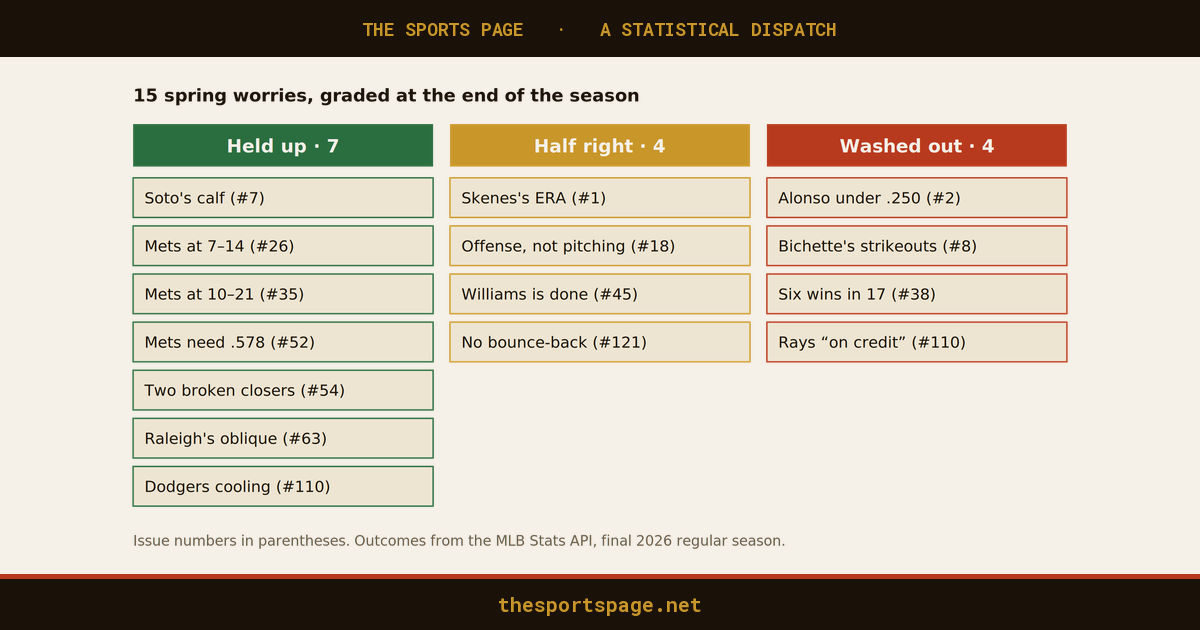 THE SPORTS PAGE · A STATISTICAL DISPATCH
15 spring worries, graded at the end of the season
Held up · 7
Soto's calf (#7)
Mets at 7–14 (#26)
Mets at 10–21 (#35)
Mets need .578 (#52)
Two broken closers (#54)
Raleigh's oblique (#63)
Dodgers cooling (#110)
Half right · 4
Skenes's ERA (#1)
Offense, not pitching (#18)
Williams is done (#45)
No bounce-back (#121)
Washed out · 4
Alonso under .250 (#2)
Bichette's strikeouts (#8)
Six wins in 17 (#38)
Rays “on credit” (#110)
Issue numbers in parentheses. Outcomes from the MLB Stats API, final 2026 regular season.
thesportspage.net